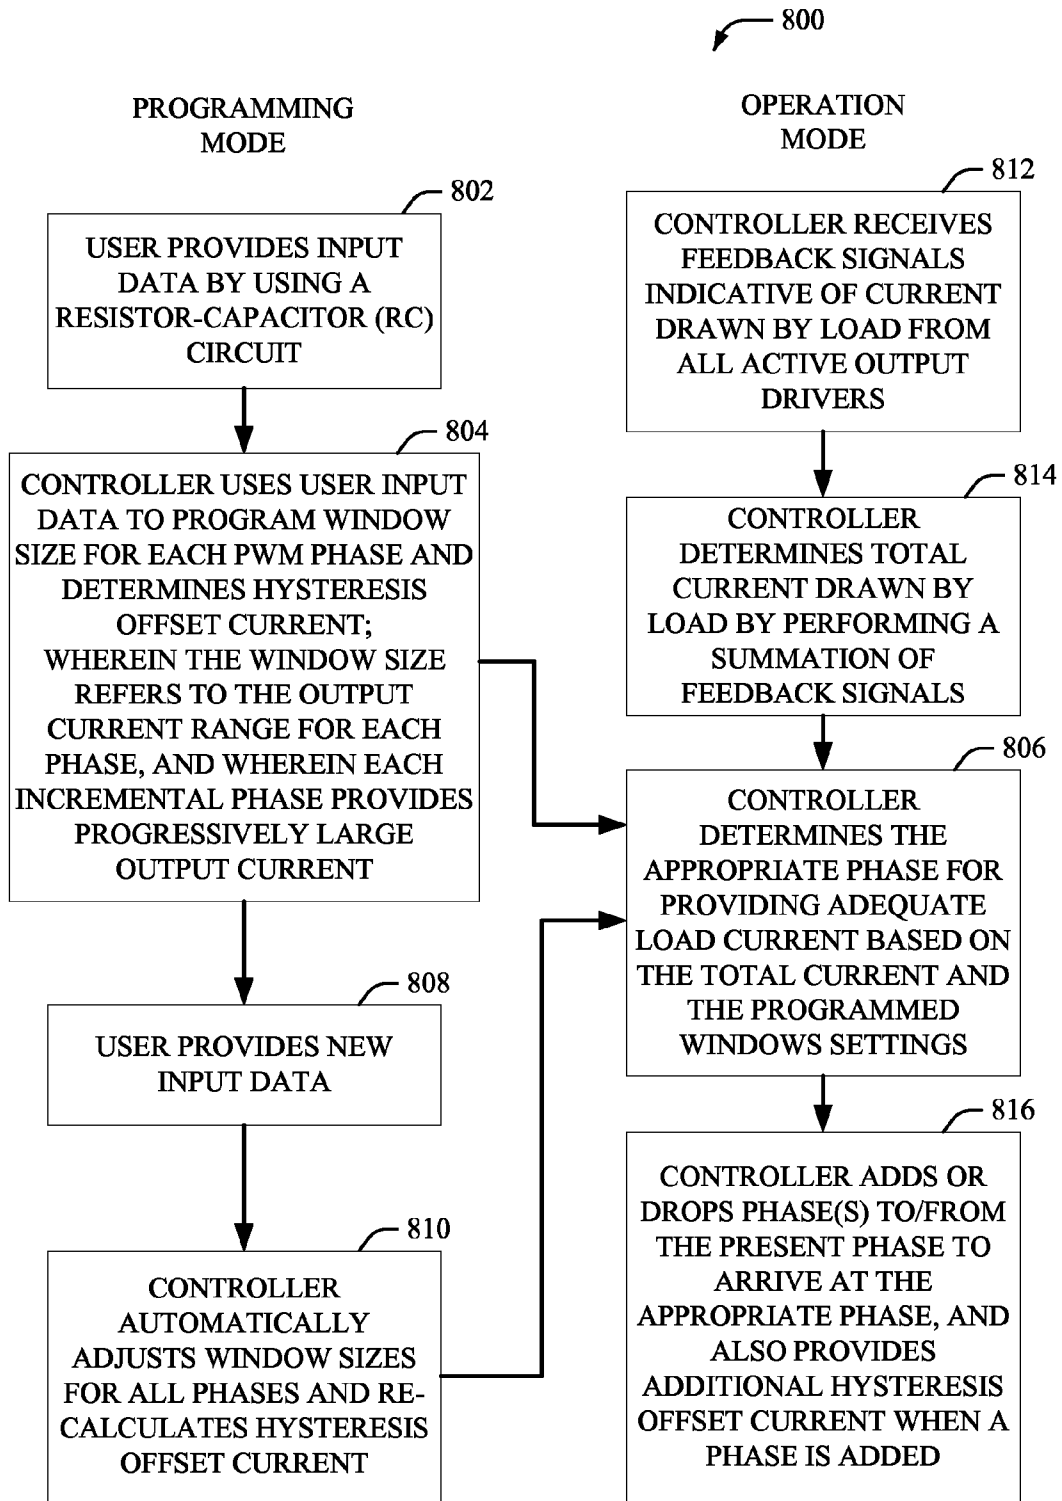 800
PROGRAMMING
MODE
802
USER PROVIDES INPUT
DATA BY USING A
RESISTOR-CAPACITOR (RC)
CIRCUIT
804
CONTROLLER USES USER INPUT
DATA TO PROGRAM WINDOW
SIZE FOR EACH PWM PHASE AND
DETERMINES HYSTERESIS
OFFSET CURRENT;
WHEREIN THE WINDOW SIZE
REFERS TO THE OUTPUT
CURRENT RANGE FOR EACH
PHASE, AND WHEREIN EACH
INCREMENTAL PHASE PROVIDES
PROGRESSIVELY LARGE
OUTPUT CURRENT
808
USER PROVIDES NEW
INPUT DATA
810
CONTROLLER
AUTOMATICALLY
ADJUSTS WINDOW SIZES
FOR ALL PHASES AND RE-
CALCULATES HYSTERESIS
OFFSET CURRENT
OPERATION
MODE
812
CONTROLLER RECEIVES
FEEDBACK SIGNALS
INDICATIVE OF CURRENT
DRAWN BY LOAD FROM
ALL ACTIVE OUTPUT
DRIVERS
814
CONTROLLER
DETERMINES TOTAL
CURRENT DRAWN BY
LOAD BY PERFORMING A
SUMMATION OF
FEEDBACK SIGNALS
806
CONTROLLER
DETERMINES THE
APPROPRIATE PHASE FOR
PROVIDING ADEQUATE
LOAD CURRENT BASED ON
THE TOTAL CURRENT AND
THE PROGRAMMED
WINDOWS SETTINGS
816
CONTROLLER ADDS OR
DROPS PHASE(S) TO/FROM
THE PRESENT PHASE TO
ARRIVE AT THE
APPROPRIATE PHASE, AND
ALSO PROVIDES
ADDITIONAL HYSTERESIS
OFFSET CURRENT WHEN A
PHASE IS ADDED